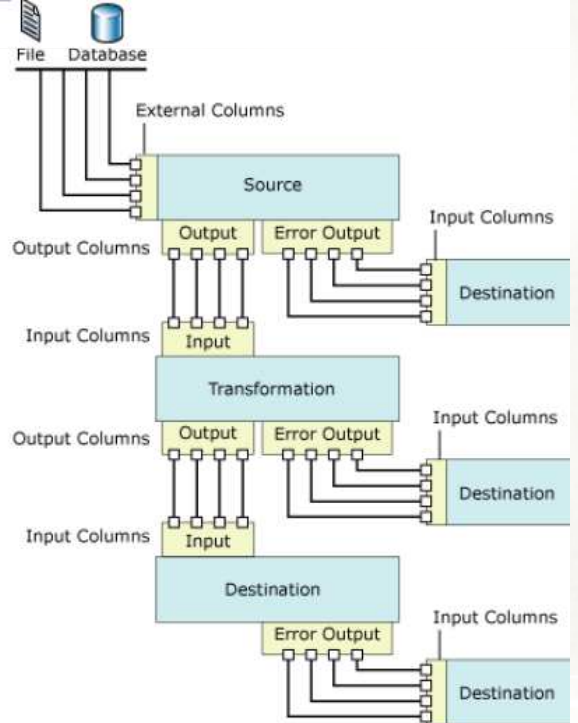 File Database
External Columns
Source
Input Columns
Output Error Output
Output Columns
Destination
Input Columns
Input
Transformation
Input Columns
Output Error Output
Output Columns
Destination
Input Columns
Input
Destination
Input Columns
Error Output
Destination